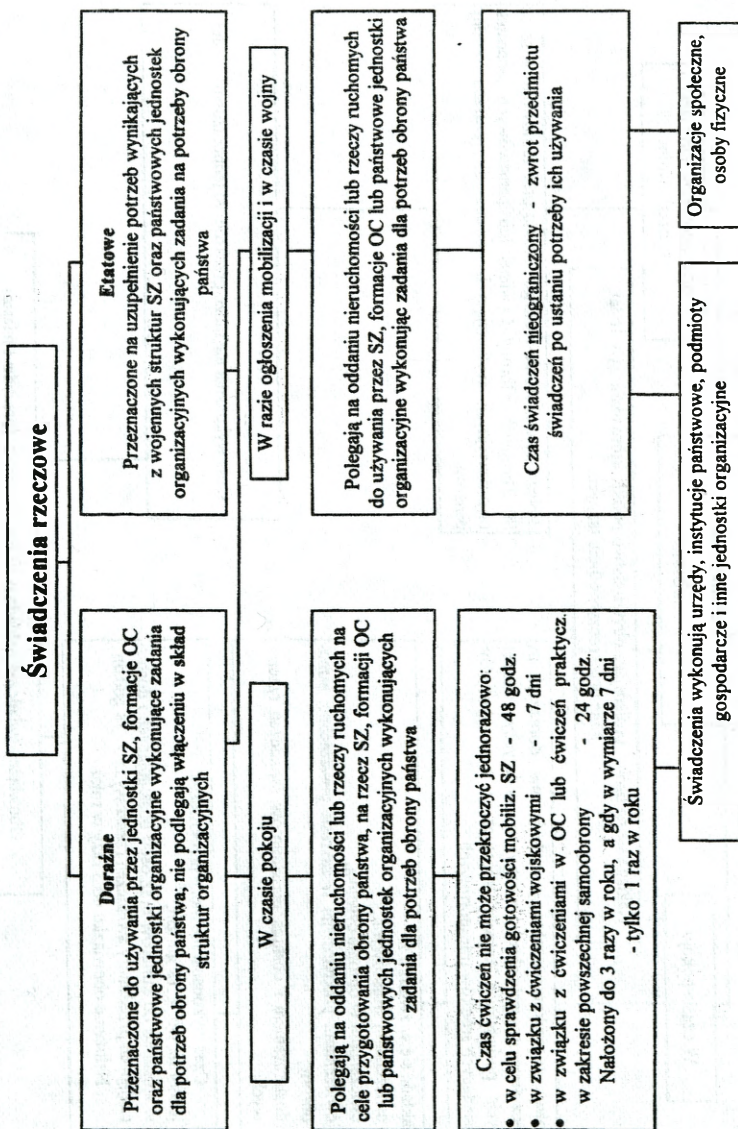 Świadczenia rzeczowe
Doraźne
Przeznaczone do używania przez jednostki SZ, formacje OC
oraz państwowe jednostki organizacyjne wykonujące zadania
dla potrzeb obrony państwa, nie podlegają włączeniu w skład
struktur organizacyjnych
Etatowe
Przeznaczone na uzupełnienie potrzeb wynikających
z wojennych struktur SZ oraz państwowych jednostek
organizacyjnych wykonujących zadania na potrzeby obrony
państwa
W czasie pokoju
W razie ogłoszenia mobilizacji i w czasie wojny
Polegają na oddaniu nieruchomości lub rzeczy ruchomych na
cele przygotowania obrony państwa, na rzecz SZ, formacji OC
lub państwowych jednostek organizacyjnych wykonujących
zadania dla potrzeb obrony państwa
Polegają na oddaniu nieruchomości lub rzeczy ruchomych
do używania przez SZ, formacje OC lub państwowe jednostki
organizacyjne wykonując zadania dla potrzeb obrony państwa
Czas ćwiczeń nie może przekroczyć jednorazowo:
• w celu sprawdzenia gotowości mobiliz. SZ - 48 godz.
• w związku z ćwiczeniami wojskowymi - 7 dni
• w związku z ćwiczeniami w OC lub ćwiczeń praktycz.
w zakresie powszechnej samoobrony - 24 godz.
Nałożony do 3 razy w roku, a gdy w wymiarze 7 dni
- tylko 1 raz w roku
Czas świadczeń nieograniczony - zwrot przedmiotu
świadczeń po ustaniu potrzeby ich używania
Świadczenia wykonują urzędy, instytucje państwowe, podmioty
gospodarcze i inne jednostki organizacyjne
Organizacje społeczne,
osoby fizyczne